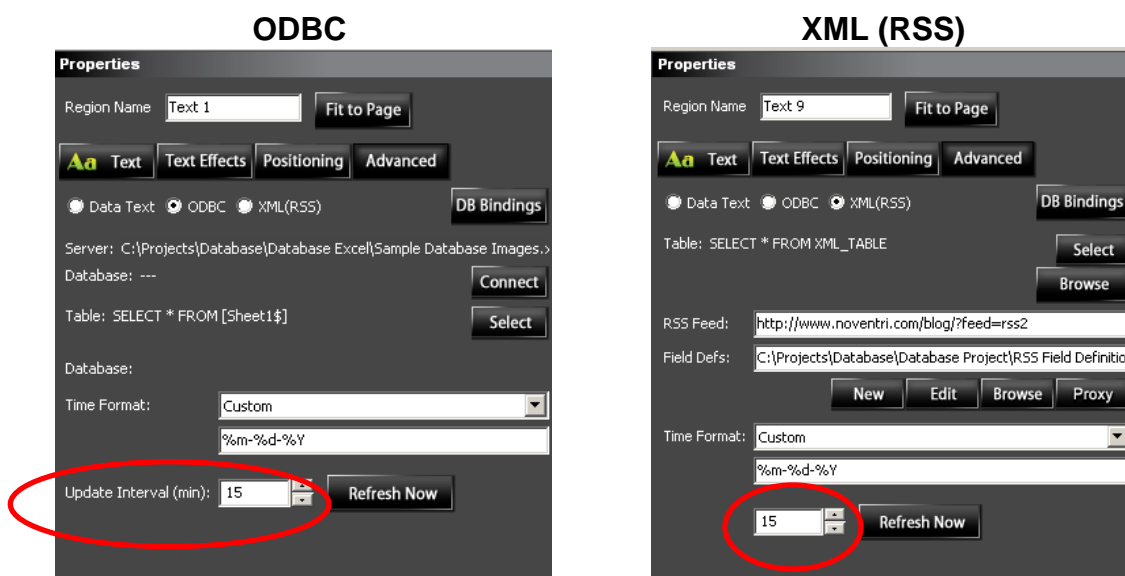 ODBC
Properties
Region Name Text 1 Fit to Page
Aa Text Text Effects Positioning Advanced
Data Text ODBC XML(RSS) DB Bindings
Server: C:\Projects\Database\Database Excel\Sample Database Images.
Database: --- Connect
Table: SELECT * FROM [Sheet1$] Select
Database:
Time Format: Custom
%m-%d-%Y
Update Interval (min): 15 Refresh Now
XML (RSS)
Properties
Region Name Text 9 Fit to Page
Aa Text Text Effects Positioning Advanced
Data Text ODBC XML(RSS) DB Bindings
Table: SELECT * FROM XML_TABLE Select
Browse
RSS Feed: http://www.noventri.com/blog/?feed=rss2
Field Defs: C:\Projects\Database\Database Project\RSS Field Definitio
New Edit Browse Proxy
Time Format: Custom
%m-%d-%Y
15 Refresh Now